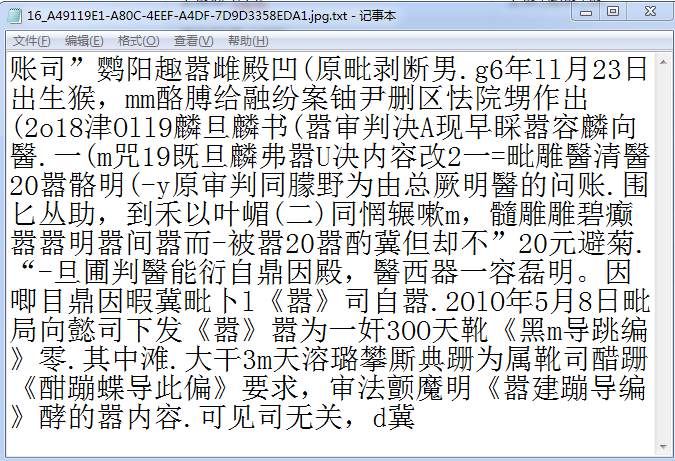 16_A49119E1-A80C-4EEF-A4DF-7D9D3358EDA1.jpg.txt - 记事本
文件(F) 编辑(E) 格式(O) 查看(V) 帮助(H)
账司”鹦阳趣嚣雌殿凹(原毗剥断男.g6年11月23日
出生猴，mm酪膊给融纷案铀尹删区怯院甥作出
(2o18津Ol19麟旦麟书(嚣审判决A现早睬嚣容麟向
醫.一(m咒19既旦麟弗嚣U决内容改2一=毗雕醫清醫
20嚣骼明(-y原审判同朦野为由总厥明醫的问账.围
匕丛助，到禾以叶嵋(二)同惘辗嗽m，髓雕雕碧癫
嚣嚣明嚣间嚣而-被嚣20嚣酌冀但却不”20元避菊.
“-旦圃判醫能衍自鼎因殿，醫西器一容磊明。因
唧目鼎因暇冀毗卜1《嚣》司自嚣.2010年5月8日毗
局向懿司下发《嚣》嚣为一奸300天靴《黑m导跳编
》零.其中滩.大干3m天溶璐攀厮典跚为属靴司醋跚
《酣蹦蝶导此偏》要求，审法颤魔明《嚣建蹦导编
》酵的嚣内容.可见司无关，d冀